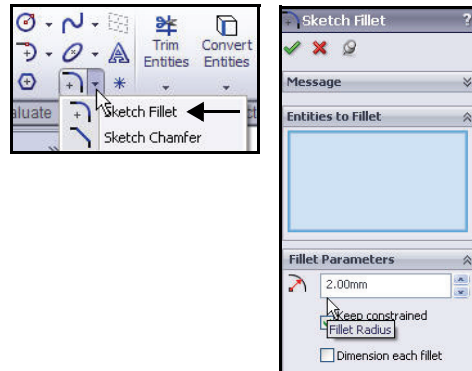 Trim
Entities
Convert
Entities
aluate
Sketch Fillet
Sketch Chamfer
Sketch Fillet ?
Message
Entities to Fillet
Fillet Parameters
2.00mm
Keep constrained
Fillet Radius
Dimension each fillet